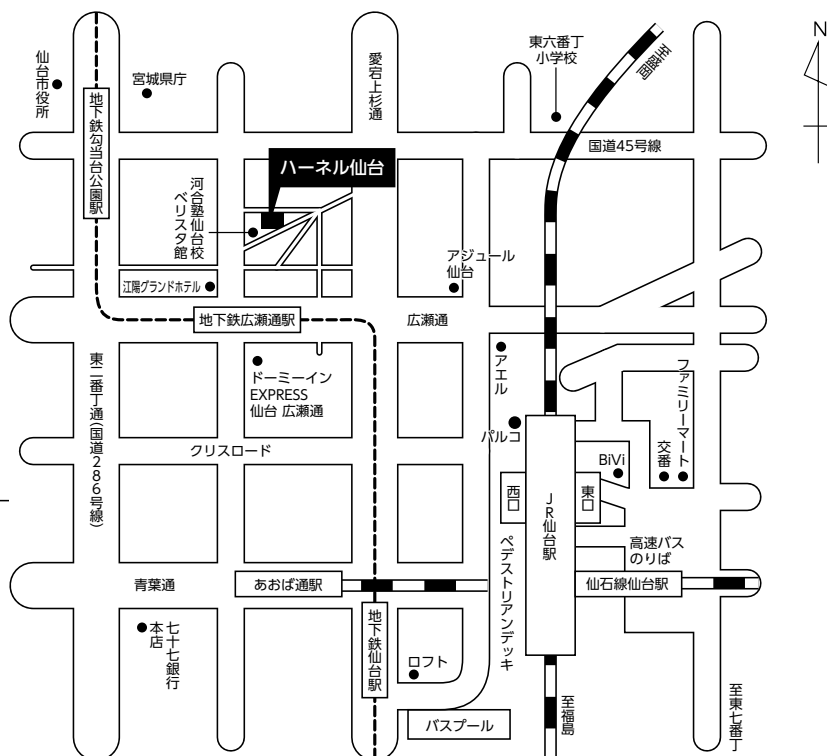 N
仙台市役所
宮城県庁
愛宕上杉通
東六番丁
小学校
至盛岡
地下鉄勾当台公園駅
国道45号線
ハーネル仙台
河合塾仙台校
ベリスタ館
アジュール
仙台
江陽グランドホテル
地下鉄広瀬通駅
広瀬通
東二番丁通(国道286号線)
ドーミーイン
EXPRESS
仙台 広瀬通
アエル
ファミリーマート
交番
パルコ
クリスロード
BiVi
西口
JR仙台駅
東口
ペデストリアンデッキ
高速バス
のりば
青葉通
あおば通駅
仙石線仙台駅
七十七銀行
本店
地下鉄仙台駅
ロフト
バスプール
至福島
至東七番丁